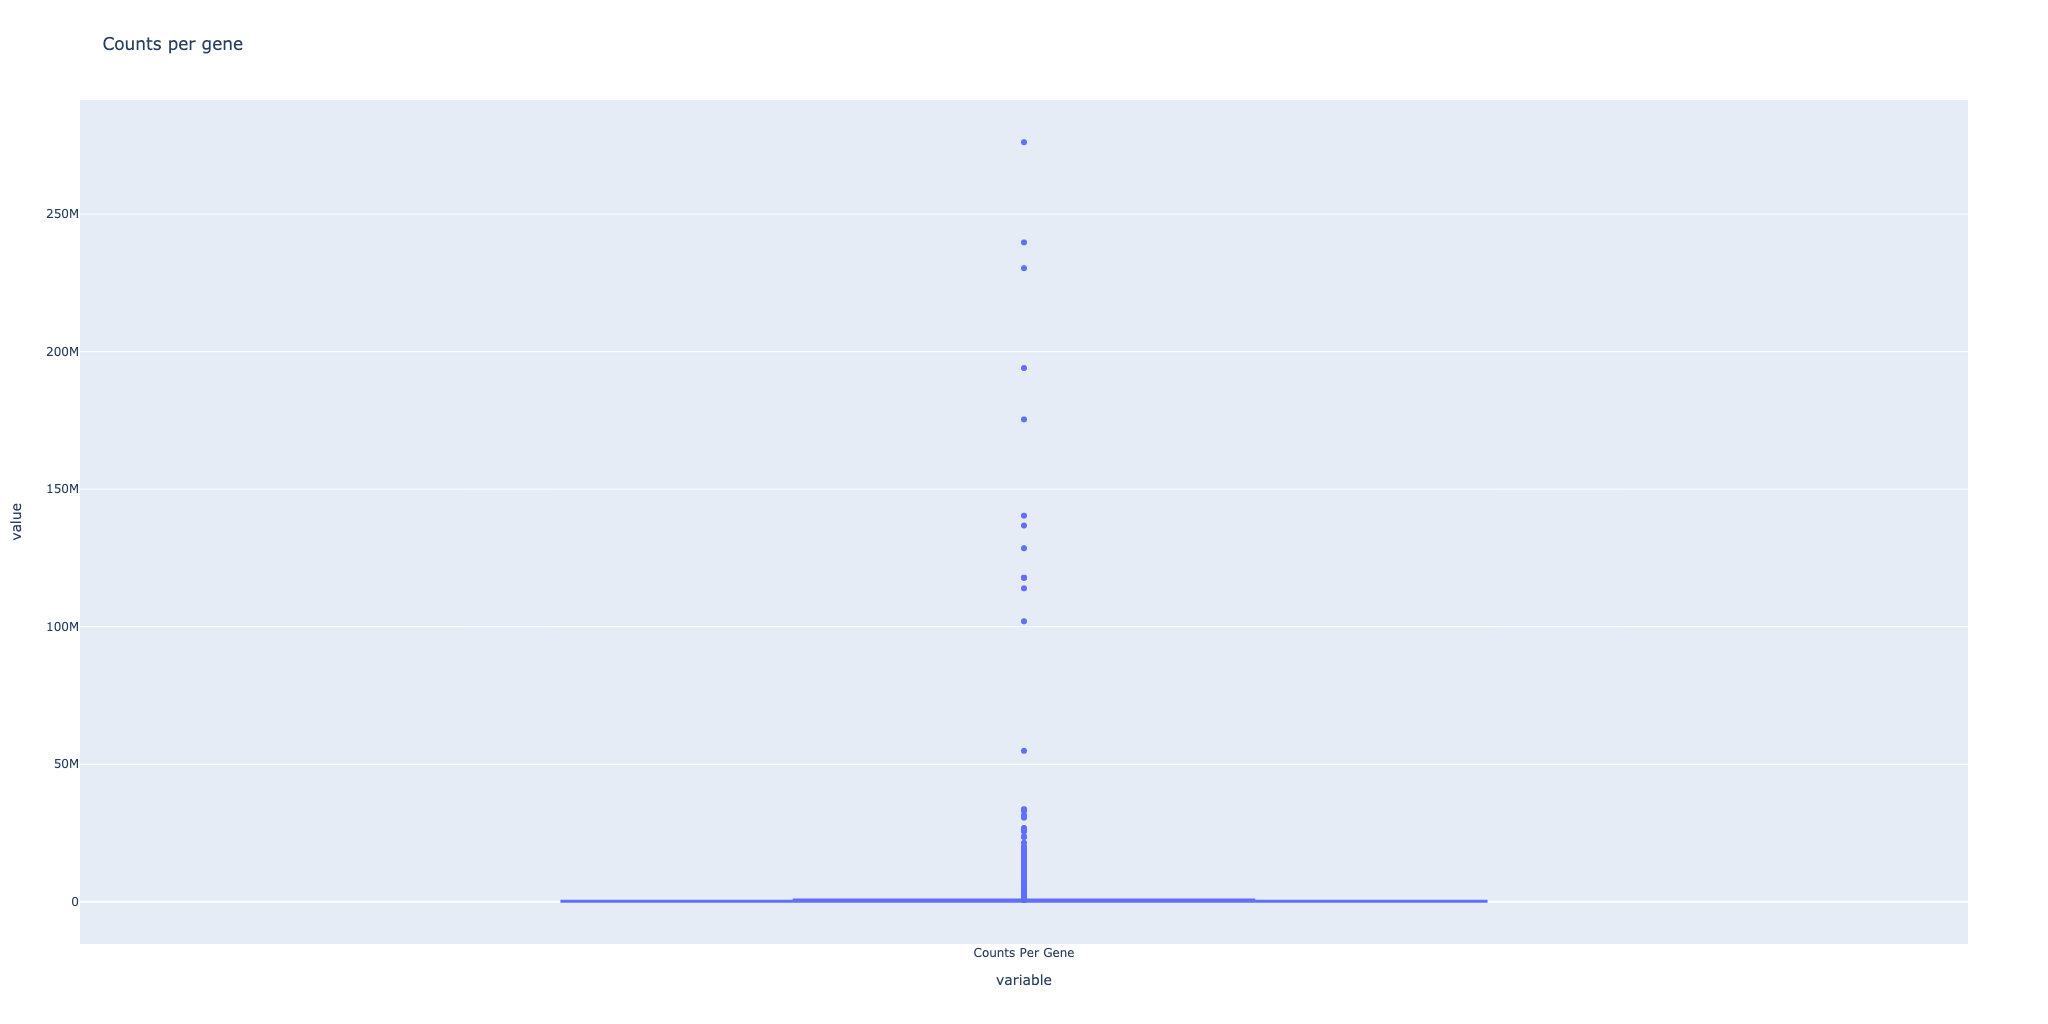 Counts per gene
250M
200M
150M
100M
50M
0
value
Counts Per Gene
variable